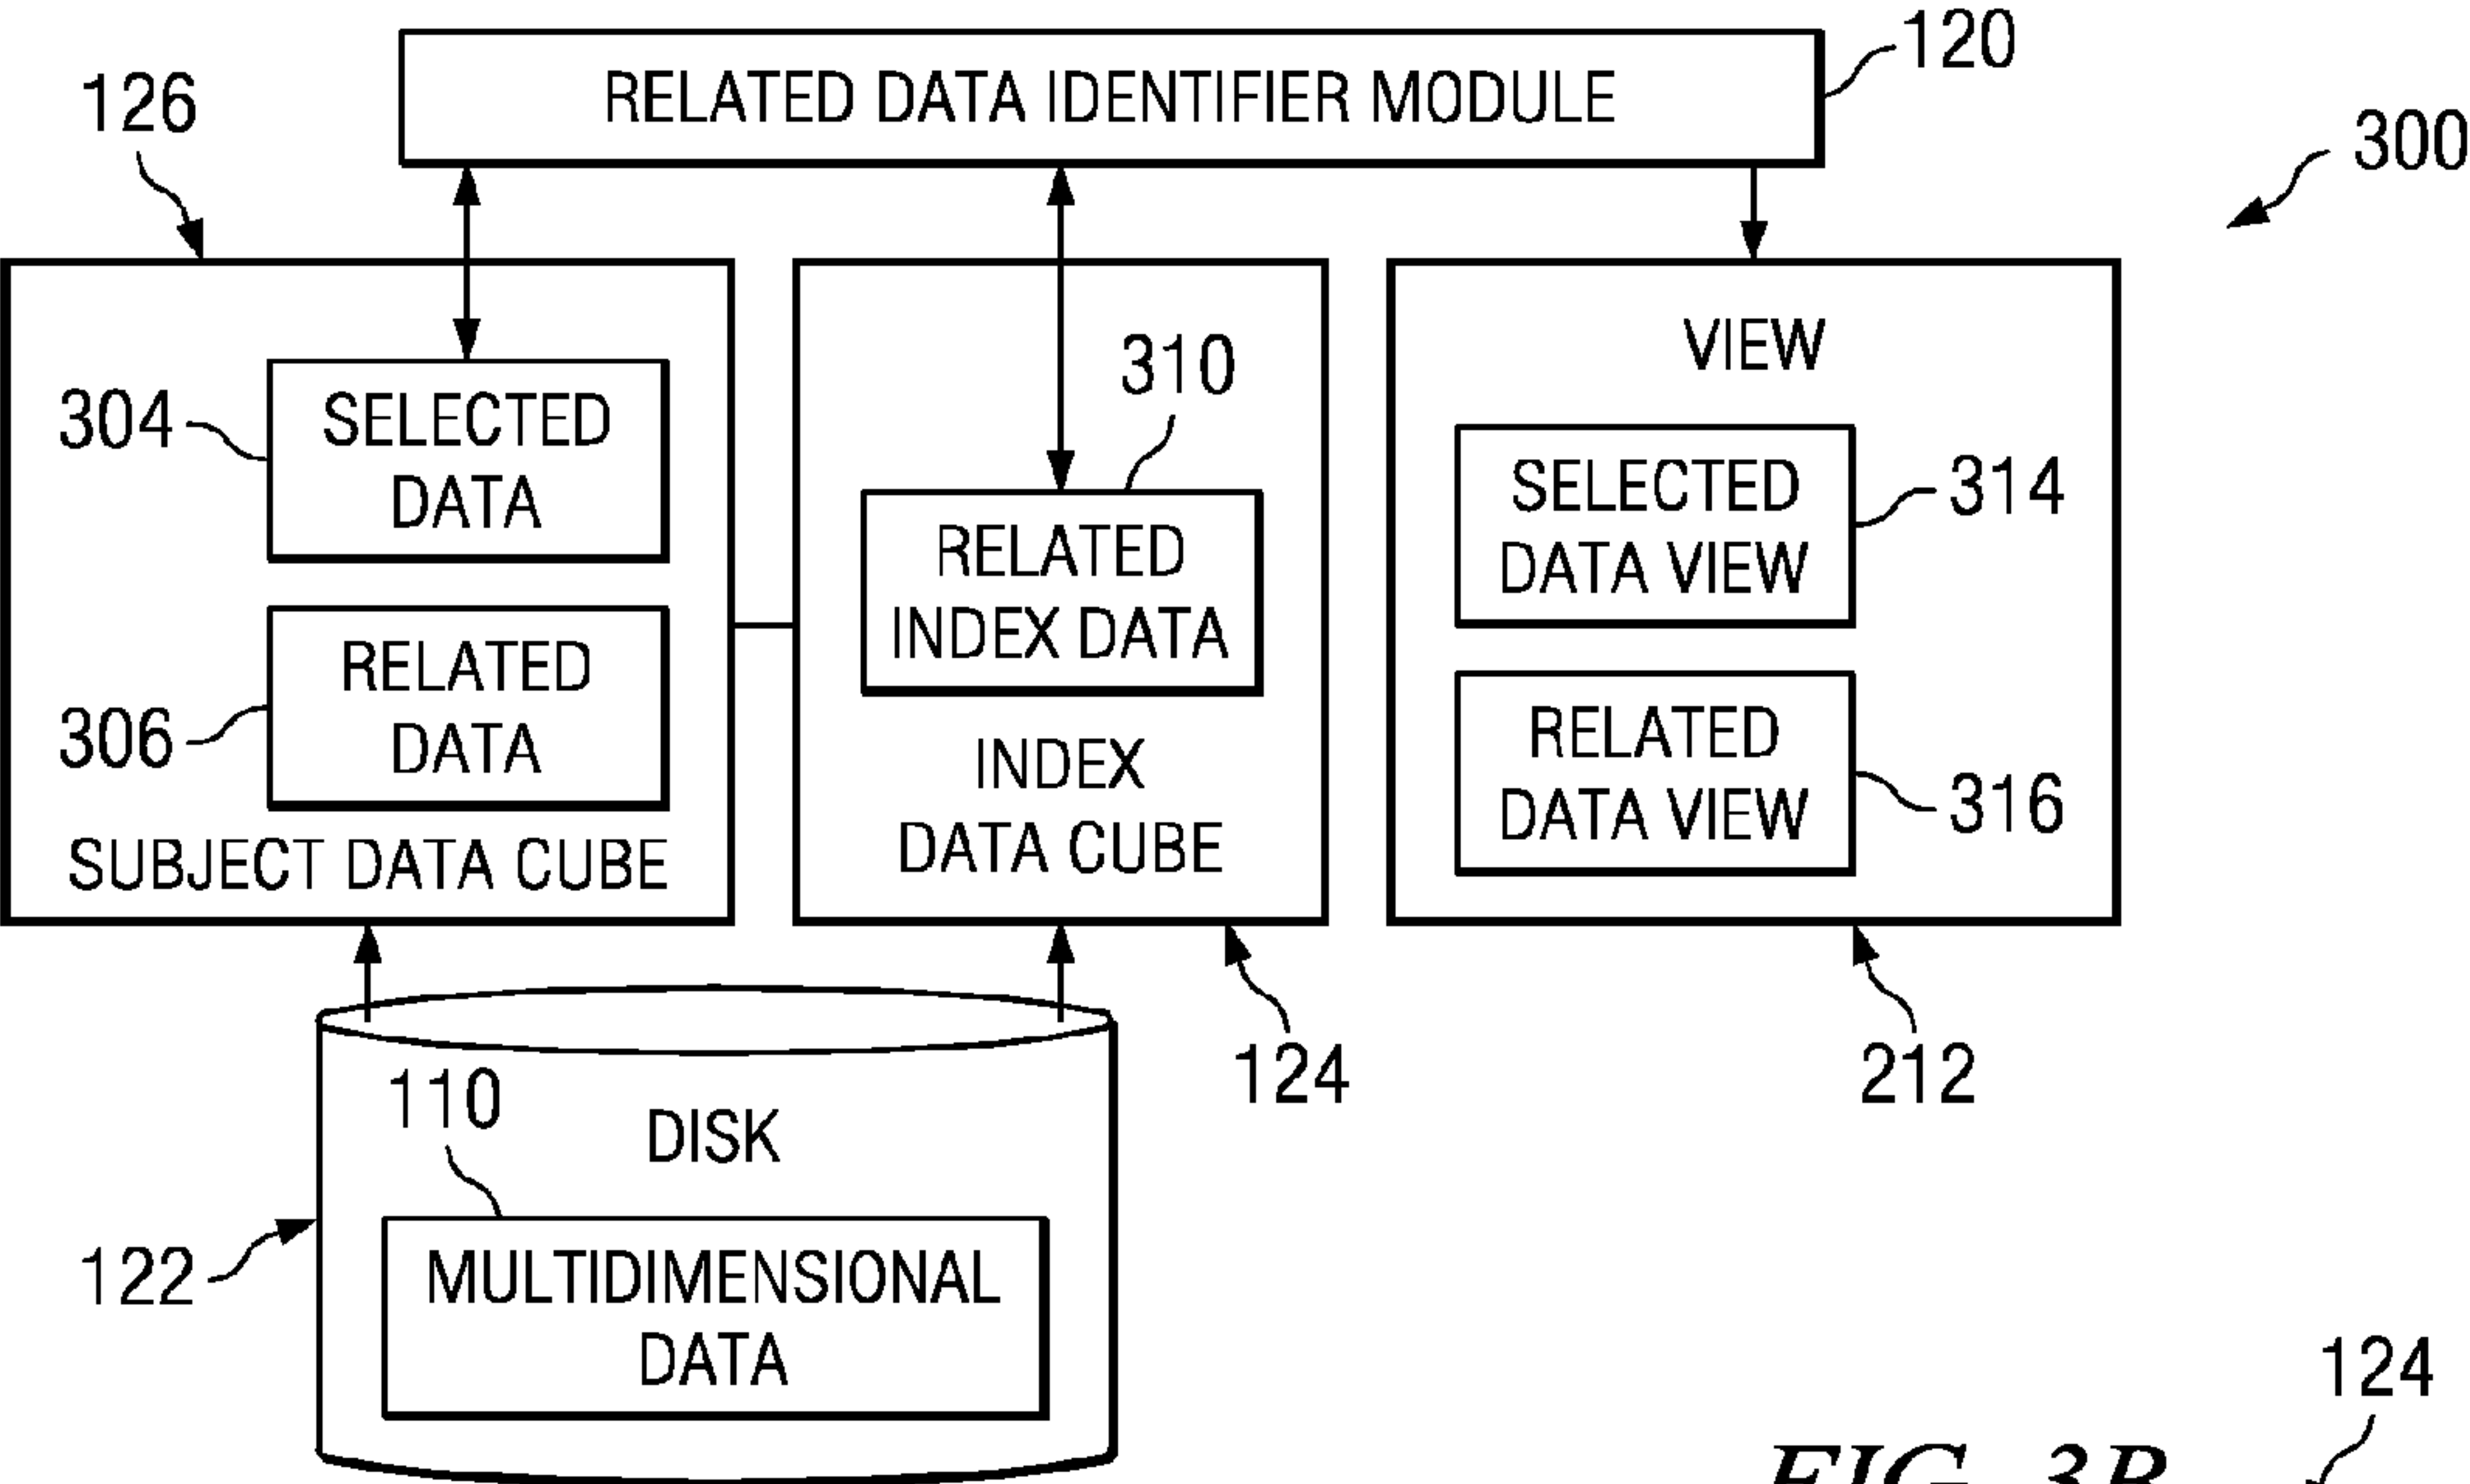 120
RELATED DATA IDENTIFIER MODULE
126
300
VIEW
310
304
SELECTED
DATA
SELECTED
DATA VIEW
314
RELATED
INDEX DATA
306
RELATED
DATA
RELATED
DATA VIEW
316
INDEX
DATA CUBE
SUBJECT DATA CUBE
124
212
110
DISK
122
MULTIDIMENSIONAL
DATA
124
FIG. 3B